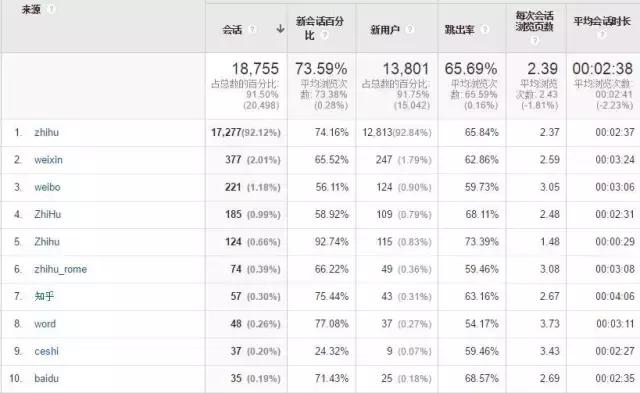 来源 ?
会话 ? ↓
新会话百分
比 ?
新用户 ?
跳出率 ?
每次会话
浏览页数
?
平均会话时长
?
18,755
占总数的百分比:
91.50%
(20,498)
73.59%
平均浏览次
数: 73.38%
(0.28%)
13,801
占总数的百分比:
91.75%
(15,042)
65.69%
平均浏览次
数: 65.59%
(0.16%)
2.39
平均浏览
次数: 2.43
(-1.81%)
00:02:38
平均浏览次
数: 00:02:41
(-2.23%)
1. zhihu 17,277(92.12%) 74.16% 12,813(92.84%) 65.84% 2.37 00:02:37
2. weixin 377 (2.01%) 65.52% 247 (1.79%) 62.86% 2.59 00:03:24
3. weibo 221 (1.18%) 56.11% 124 (0.90%) 59.73% 3.05 00:03:06
4. ZhiHu 185 (0.99%) 58.92% 109 (0.79%) 68.11% 2.48 00:02:31
5. Zhihu 124 (0.66%) 92.74% 115 (0.83%) 73.39% 1.48 00:00:29
6. zhihu_rome 74 (0.39%) 66.22% 49 (0.36%) 59.46% 3.08 00:03:08
7. 知乎 57 (0.30%) 75.44% 43 (0.31%) 63.16% 2.67 00:04:06
8. word 48 (0.26%) 77.08% 37 (0.27%) 54.17% 3.73 00:03:11
9. ceshi 37 (0.20%) 24.32% 9 (0.07%) 59.46% 3.43 00:02:27
10. baidu 35 (0.19%) 71.43% 25 (0.18%) 68.57% 2.69 00:02:35